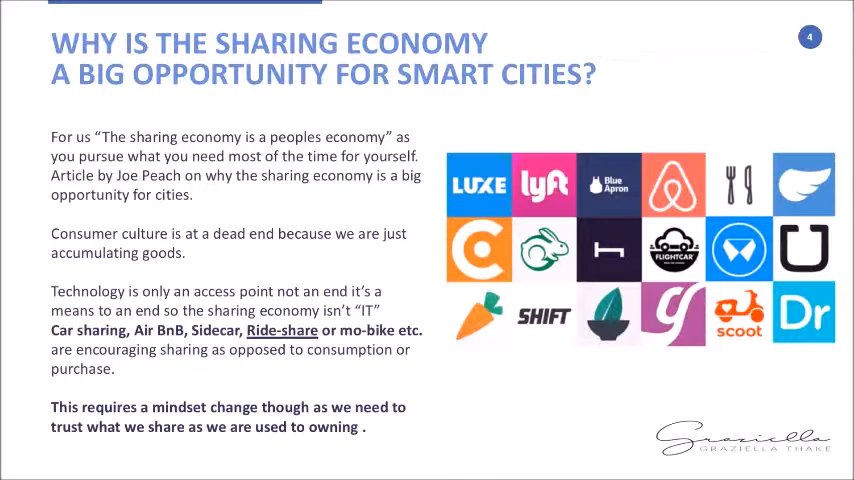 WHY IS THE SHARING ECONOMY
A BIG OPPORTUNITY FOR SMART CITIES?
4
For us “The sharing economy is a peoples economy” as
you pursue what you need most of the time for yourself.
Article by Joe Peach on why the sharing economy is a big
opportunity for cities.
Consumer culture is at a dead end because we are just
accumulating goods.
Technology is only an access point not an end it’s a
means to an end so the sharing economy isn’t “IT”
Car sharing, Air BnB, Sidecar, Ride-share or mo-bike etc.
are encouraging sharing as opposed to consumption or
purchase.
This requires a mindset change though as we need to
trust what we share as we are used to owning .
LUXE
lyft
Blue
Apron
FLIGHTCAR
SHIFT
g
scoot
Dr
Graziella
GRAZIELLA THAKE